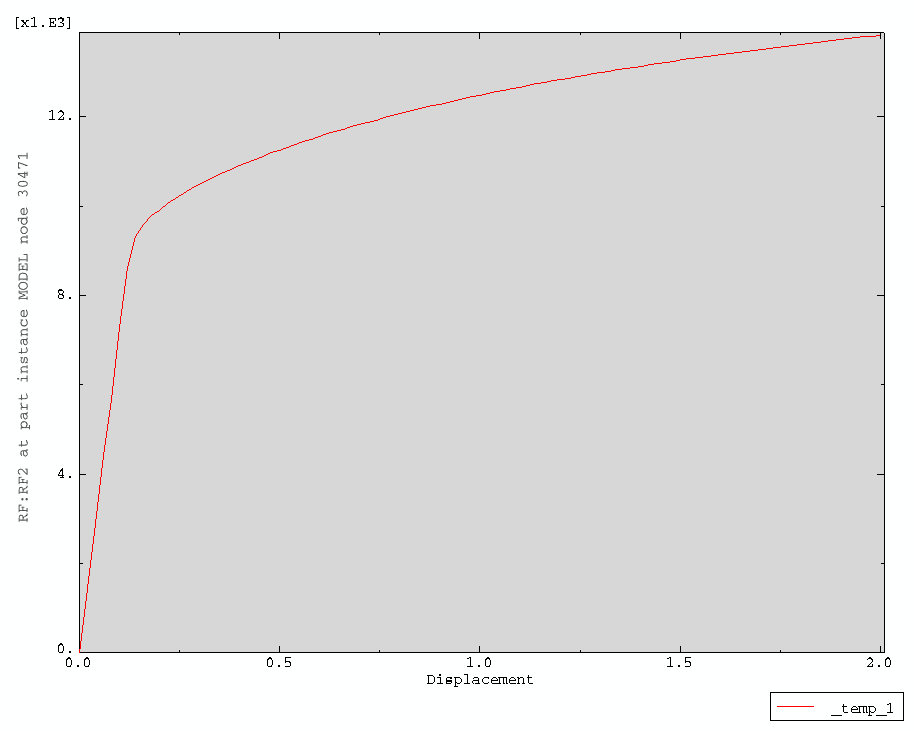 [x1.E3]
12.
8.
4.
0.
RF:RF2 at part instance MODEL node 30471
0.0 0.5 1.0 1.5 2.0
Displacement
_temp_1